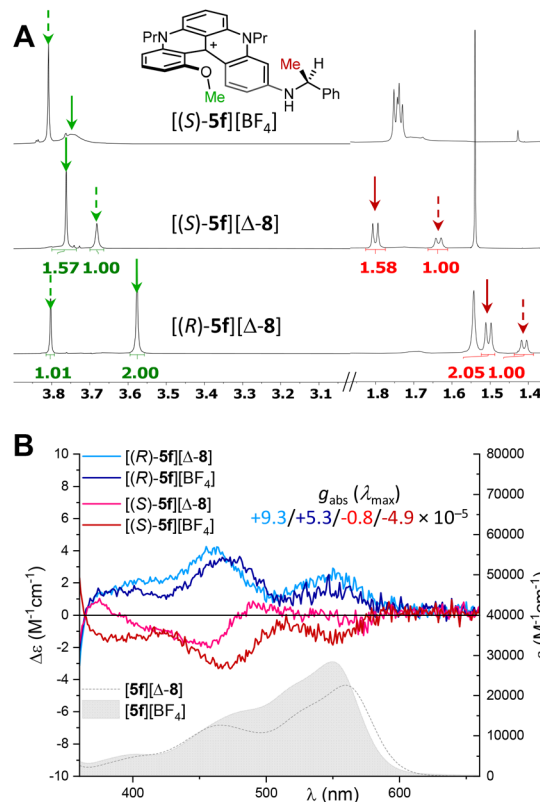 A
PrN
NPr
+
Me
H
O
N
H
Ph
Me
[(S)-5f][BF₄]
[(S)-5f][Δ-8]
1.57 1.00
1.58 1.00
[(R)-5f][Δ-8]
1.01 2.00
2.05 1.00
3.8 3.7 3.6 3.5 3.4 3.3 3.2 3.1 // 1.8 1.7 1.6 1.5 1.4
B
[(R)-5f][Δ-8]
[(R)-5f][BF₄]
[(S)-5f][Δ-8]
[(S)-5f][BF₄]
gabs (λmax)
+9.3/+5.3/-0.8/-4.9 × 10⁻⁵
[5f][Δ-8]
[5f][BF₄]
10
8
6
4
2
0
-2
-4
-6
-8
-10
Δε (M⁻¹cm⁻¹)
80000
70000
60000
50000
40000
30000
20000
10000
0
ε (M⁻¹cm⁻¹)
400 500 600
λ (nm)